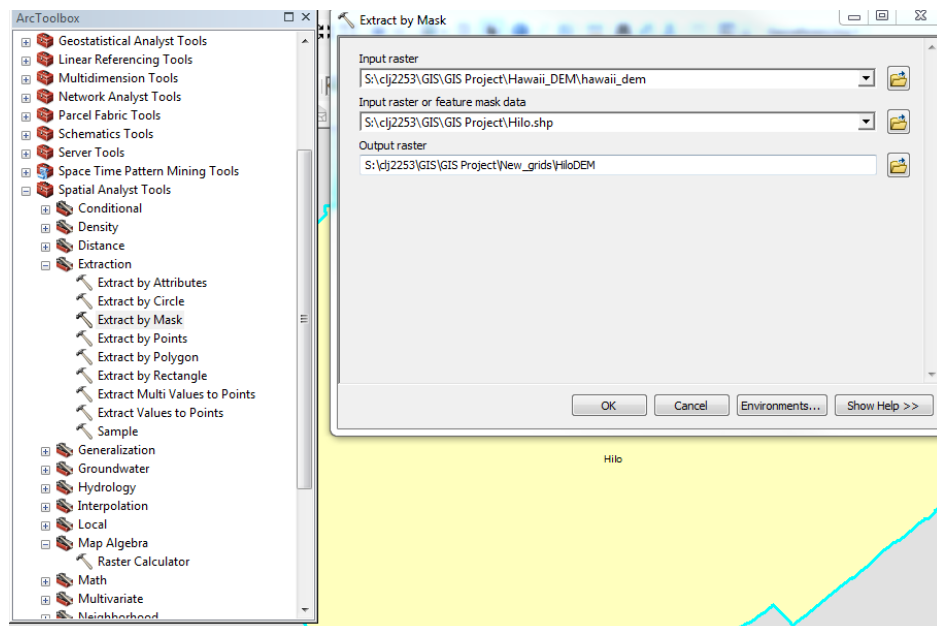 ArcToolbox
Geostatistical Analyst Tools
Linear Referencing Tools
Multidimension Tools
Network Analyst Tools
Parcel Fabric Tools
Schematics Tools
Server Tools
Space Time Pattern Mining Tools
Spatial Analyst Tools
Conditional
Density
Distance
Extraction
Extract by Attributes
Extract by Circle
Extract by Mask
Extract by Points
Extract by Polygon
Extract by Rectangle
Extract Multi Values to Points
Extract Values to Points
Sample
Generalization
Groundwater
Hydrology
Interpolation
Local
Map Algebra
Raster Calculator
Math
Multivariate
Neighborhood
Extract by Mask
Input raster
S:\clj2253\GIS\GIS Project\Hawaii_DEM\hawaii_dem
Input raster or feature mask data
S:\clj2253\GIS\GIS Project\Hilo.shp
Output raster
S:\clj2253\GIS\GIS Project\New_grids\HiloDEM
OK
Cancel
Environments...
Show Help >>
Hilo